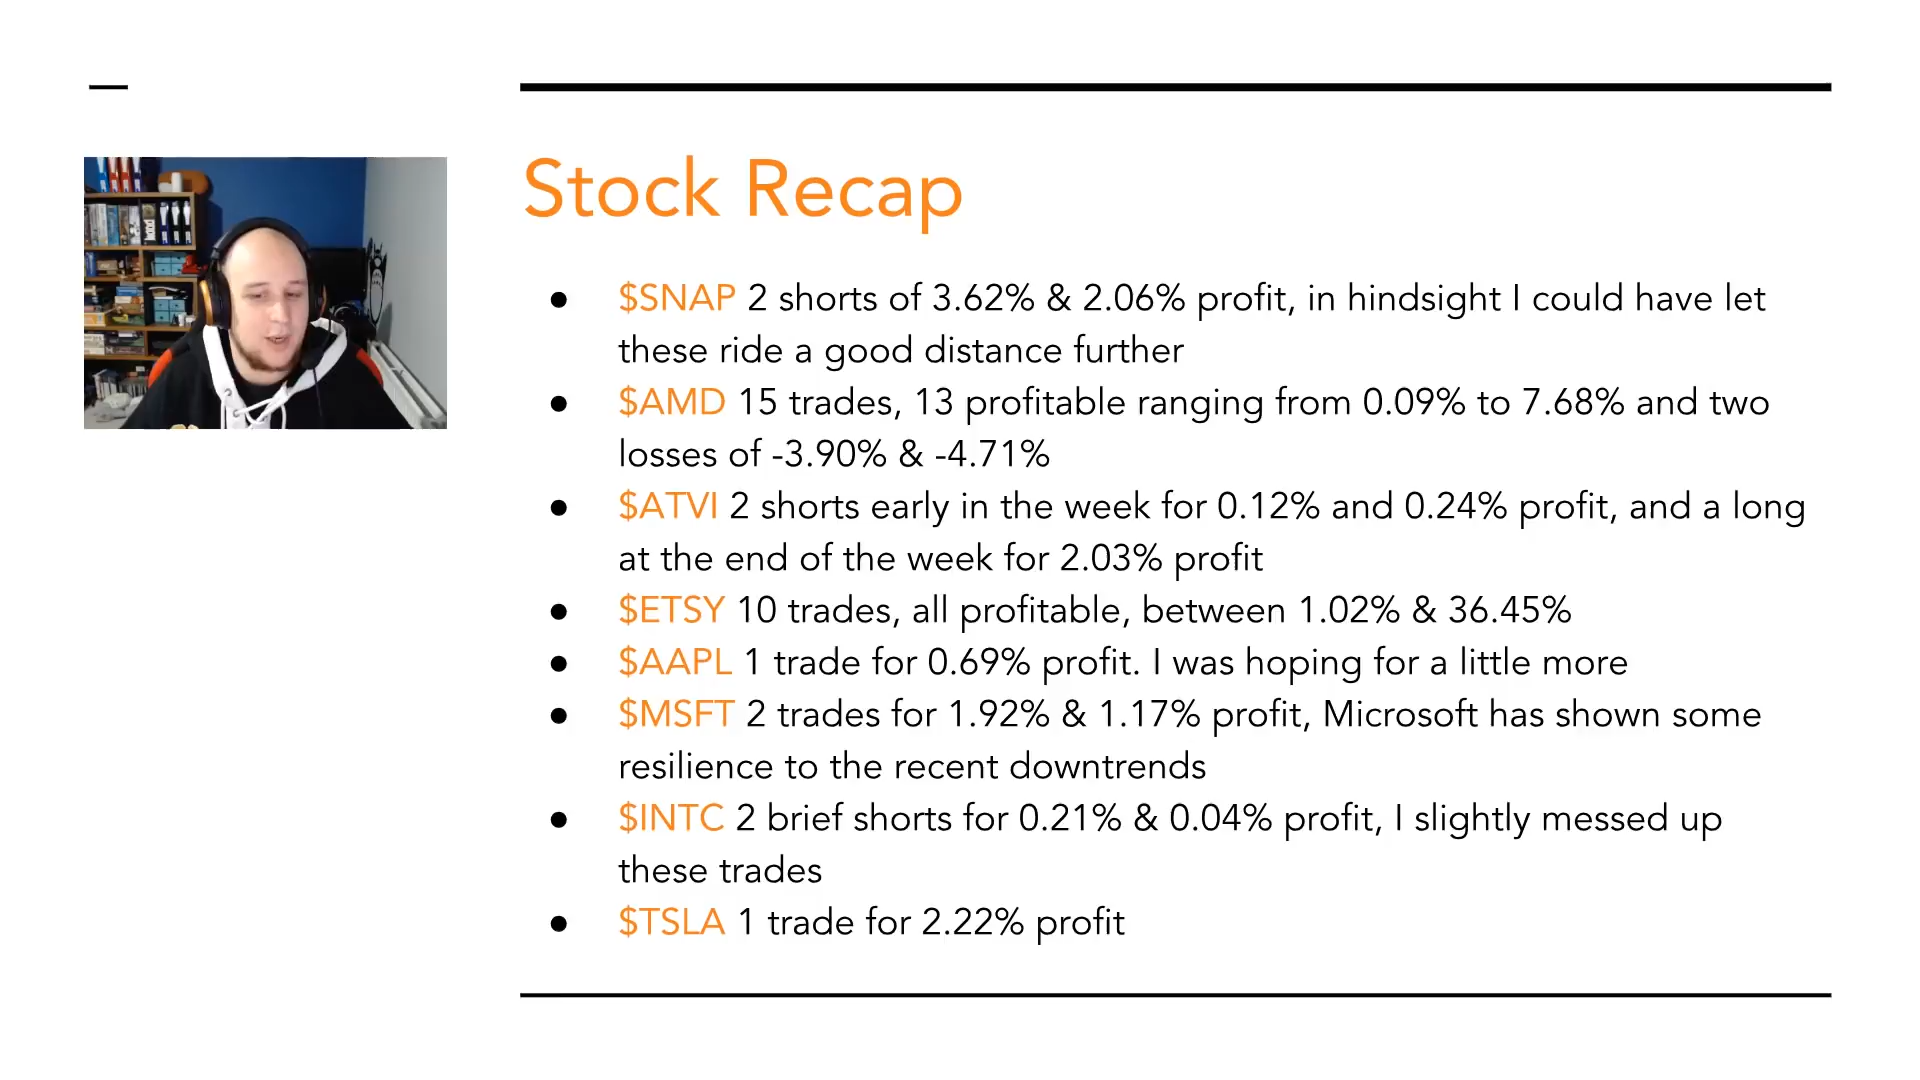 Stock Recap
● $SNAP 2 shorts of 3.62% & 2.06% profit, in hindsight I could have let
these ride a good distance further
● $AMD 15 trades, 13 profitable ranging from 0.09% to 7.68% and two
losses of -3.90% & -4.71%
● $ATVI 2 shorts early in the week for 0.12% and 0.24% profit, and a long
at the end of the week for 2.03% profit
● $ETSY 10 trades, all profitable, between 1.02% & 36.45%
● $AAPL 1 trade for 0.69% profit. I was hoping for a little more
● $MSFT 2 trades for 1.92% & 1.17% profit, Microsoft has shown some
resilience to the recent downtrends
● $INTC 2 brief shorts for 0.21% & 0.04% profit, I slightly messed up
these trades
● $TSLA 1 trade for 2.22% profit